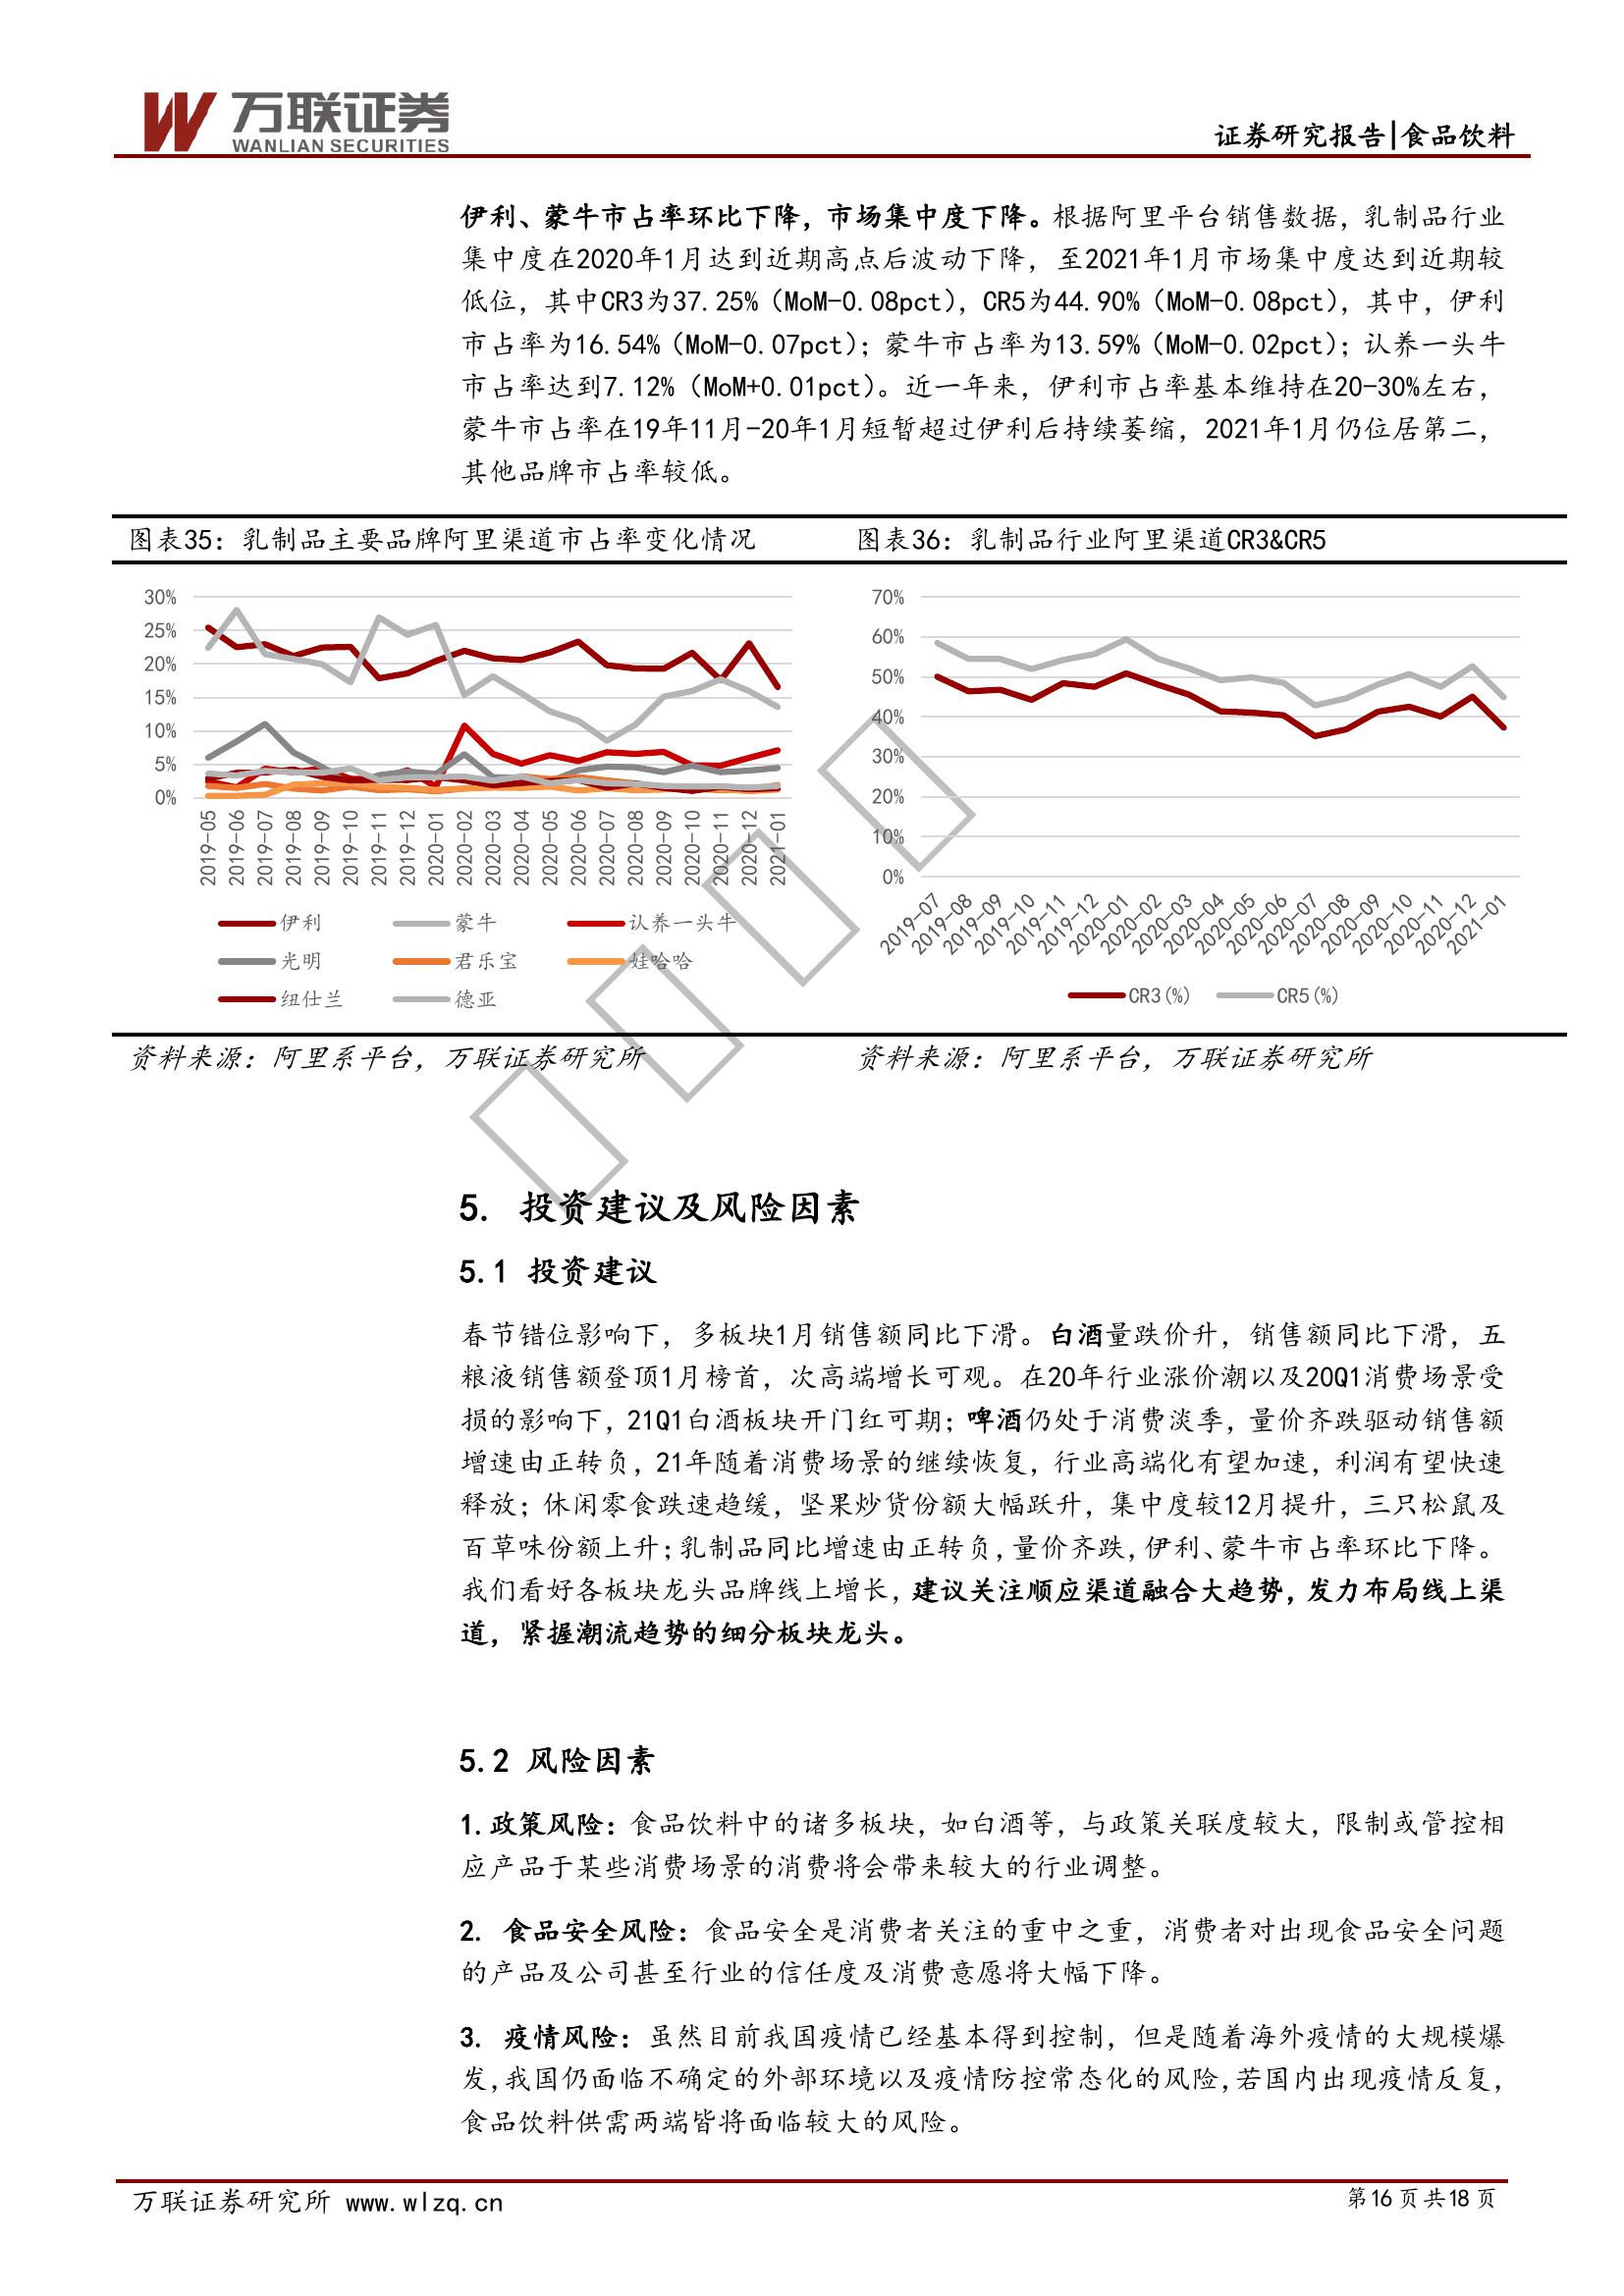 万联证券
WANLIAN SECURITIES
证券研究报告|食品饮料
伊利、蒙牛市占率环比下降，市场集中度下降。根据阿里平台销售数据，乳制品行业
集中度在2020年1月达到近期高点后波动下降，至2021年1月市场集中度达到近期较
低位，其中CR3为37.25%（MoM-0.08pct），CR5为44.90%（MoM-0.08pct），其中，伊利
市占率为16.54%（MoM-0.07pct）；蒙牛市占率为13.59%（MoM-0.02pct）；认养一头牛
市占率达到7.12%（MoM+0.01pct）。近一年来，伊利市占率基本维持在20-30%左右，
蒙牛市占率在19年11月-20年1月短暂超过伊利后持续萎缩，2021年1月仍位居第二，
其他品牌市占率较低。
图表35：乳制品主要品牌阿里渠道市占率变化情况
30%
25%
20%
15%
10%
5%
0%
2019-05
2019-06
2019-07
2019-08
2019-09
2019-10
2019-11
2019-12
2020-01
2020-02
2020-03
2020-04
2020-05
2020-06
2020-07
2020-08
2020-09
2020-10
2020-11
2020-12
2021-01
伊利 蒙牛 认养一头牛
光明 君乐宝 娃哈哈
纽仕兰 德亚
资料来源：阿里系平台，万联证券研究所
图表36：乳制品行业阿里渠道CR3&CR5
70%
60%
50%
40%
30%
20%
10%
0%
2019-07
2019-08
2019-09
2019-10
2019-11
2019-12
2020-01
2020-02
2020-03
2020-04
2020-05
2020-06
2020-07
2020-08
2020-09
2020-10
2020-11
2020-12
2021-01
CR3(%) CR5(%)
资料来源：阿里系平台，万联证券研究所
5. 投资建议及风险因素
5.1 投资建议
春节错位影响下，多板块1月销售额同比下滑。白酒量跌价升，销售额同比下滑，五
粮液销售额登顶1月榜首，次高端增长可观。在20年行业涨价潮以及20Q1消费场景受
损的影响下，21Q1白酒板块开门红可期；啤酒仍处于消费淡季，量价齐跌驱动销售额
增速由正转负，21年随着消费场景的继续恢复，行业高端化有望加速，利润有望快速
释放；休闲零食跌速趋缓，坚果炒货份额大幅跃升，集中度较12月提升，三只松鼠及
百草味份额上升；乳制品同比增速由正转负，量价齐跌，伊利、蒙牛市占率环比下降。
我们看好各板块龙头品牌线上增长，建议关注顺应渠道融合大趋势，发力布局线上渠
道，紧握潮流趋势的细分板块龙头。
5.2 风险因素
1.政策风险：食品饮料中的诸多板块，如白酒等，与政策关联度较大，限制或管控相
应产品于某些消费场景的消费将会带来较大的行业调整。
2. 食品安全风险：食品安全是消费者关注的重中之重，消费者对出现食品安全问题
的产品及公司甚至行业的信任度及消费意愿将大幅下降。
3. 疫情风险：虽然目前我国疫情已经基本得到控制，但是随着海外疫情的大规模爆
发，我国仍面临不确定的外部环境以及疫情防控常态化的风险，若国内出现疫情反复，
食品饮料供需两端皆将面临较大的风险。
万联证券研究所 www.wlzq.cn
第16页共18页